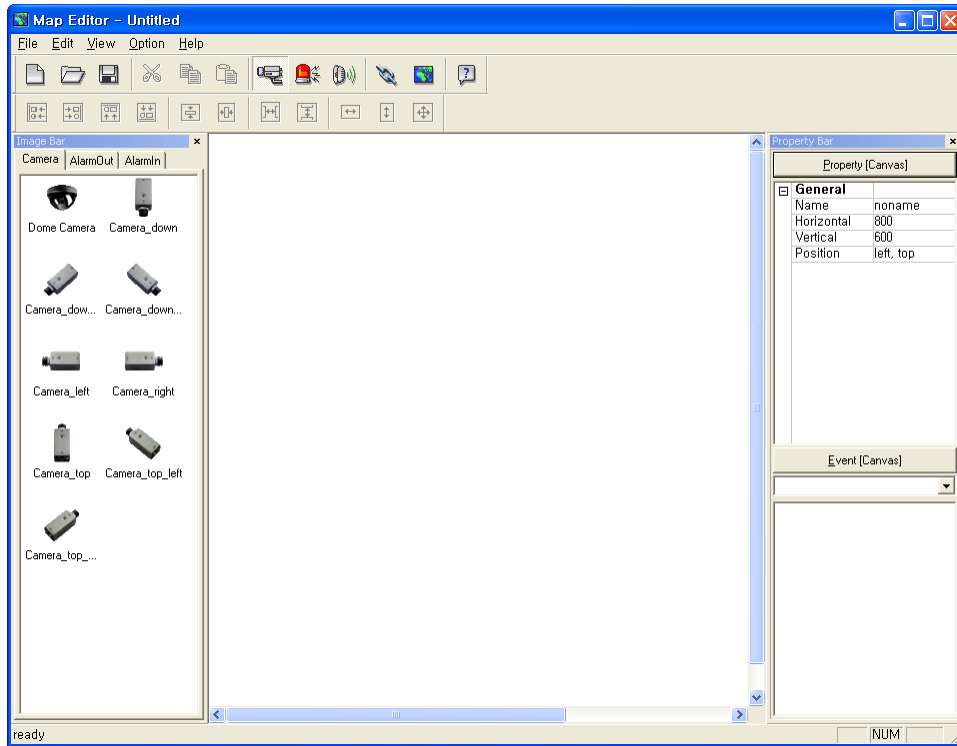 Map Editor - Untitled
File Edit View Option Help
Image Bar
Property Bar
Camera AlarmOut AlarmIn
Property [Canvas]
Dome Camera Camera_down
Camera_dow... Camera_down...
Camera_left Camera_right
Camera_top Camera_top_left
Camera_top_...
General
Name noname
Horizontal 800
Vertical 600
Position left, top
Event [Canvas]
ready
NUM